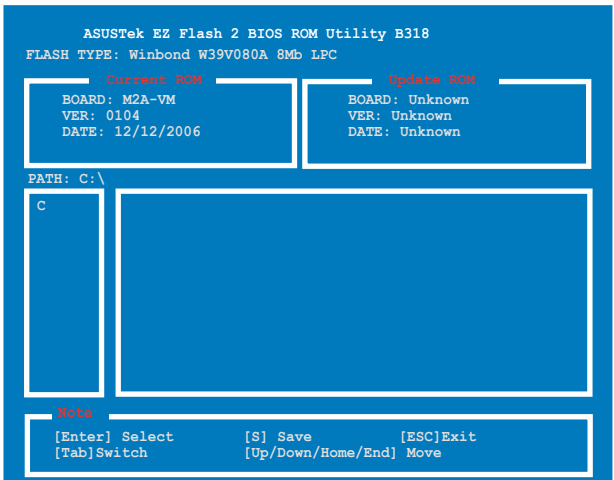 ASUSTek EZ Flash 2 BIOS ROM Utility B318
FLASH TYPE: Winbond W39V080A 8Mb LPC
Current ROM
BOARD: M2A-VM
VER: 0104
DATE: 12/12/2006
Update ROM
BOARD: Unknown
VER: Unknown
DATE: Unknown
PATH: C:\
C
Note
[Enter] Select [S] Save [ESC]Exit
[Tab]Switch [Up/Down/Home/End] Move